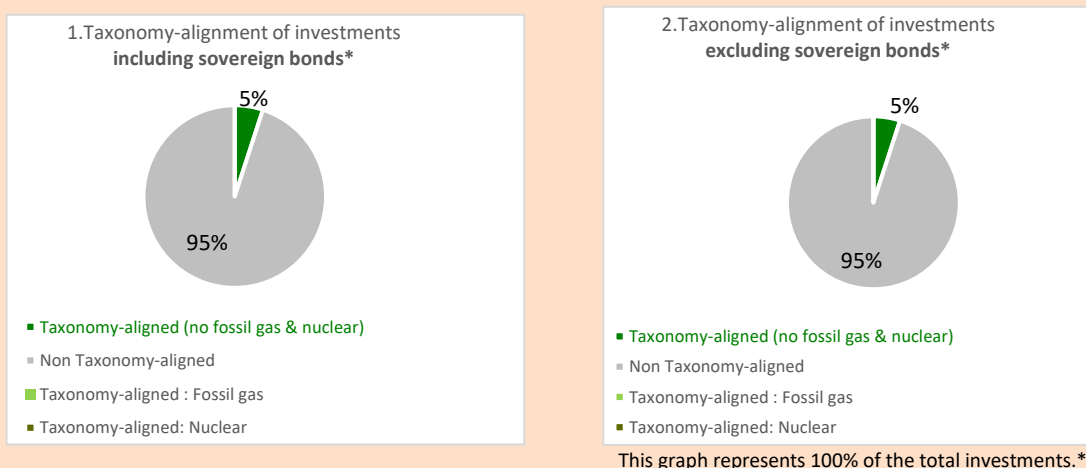 1.Taxonomy-alignment of investments
including sovereign bonds*
5%
95%
Taxonomy-aligned (no fossil gas & nuclear)
Non Taxonomy-aligned
Taxonomy-aligned : Fossil gas
Taxonomy-aligned: Nuclear
2.Taxonomy-alignment of investments
excluding sovereign bonds*
5%
95%
Taxonomy-aligned (no fossil gas & nuclear)
Non Taxonomy-aligned
Taxonomy-aligned : Fossil gas
Taxonomy-aligned: Nuclear
This graph represents 100% of the total investments.*